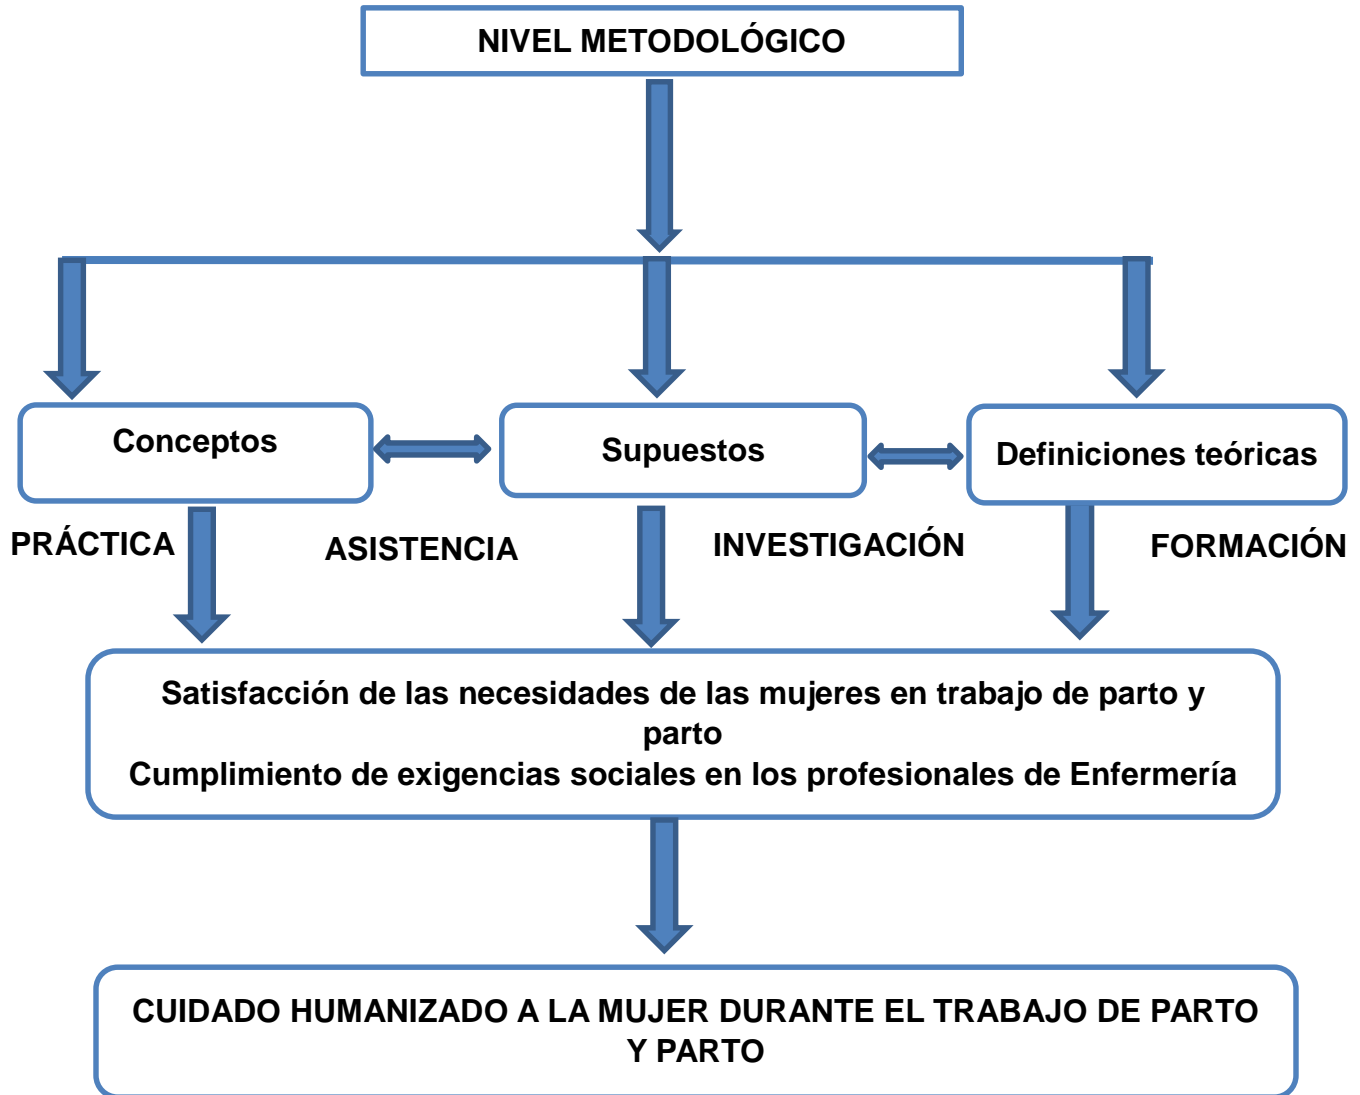 NIVEL METODOLÓGICO
Conceptos
Supuestos
Definiciones teóricas
PRÁCTICA
ASISTENCIA
INVESTIGACIÓN
FORMACIÓN
Satisfacción de las necesidades de las mujeres en trabajo de parto y
parto
Cumplimiento de exigencias sociales en los profesionales de Enfermería
CUIDADO HUMANIZADO A LA MUJER DURANTE EL TRABAJO DE PARTO
Y PARTO